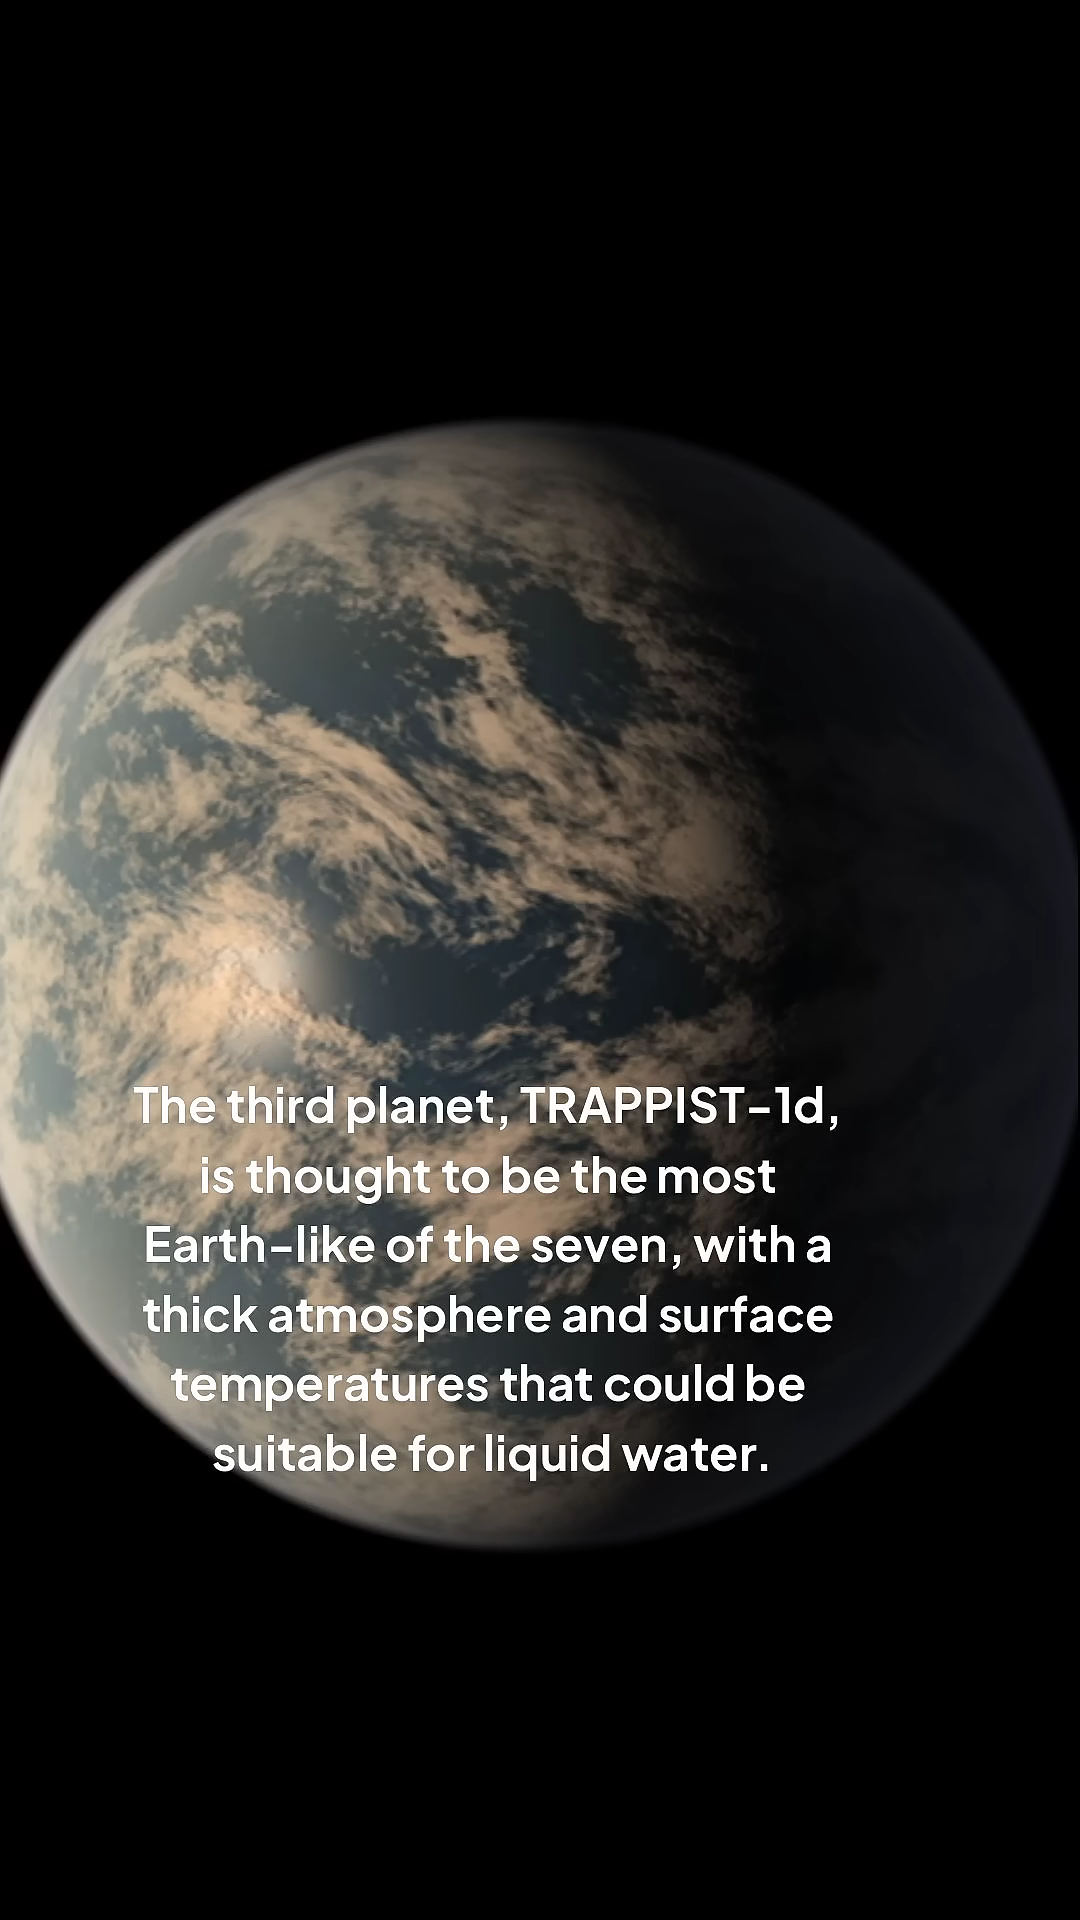 The third planet, TRAPPIST-1d,
is thought to be the most
Earth-like of the seven, with a
thick atmosphere and surface
temperatures that could be
suitable for liquid water.